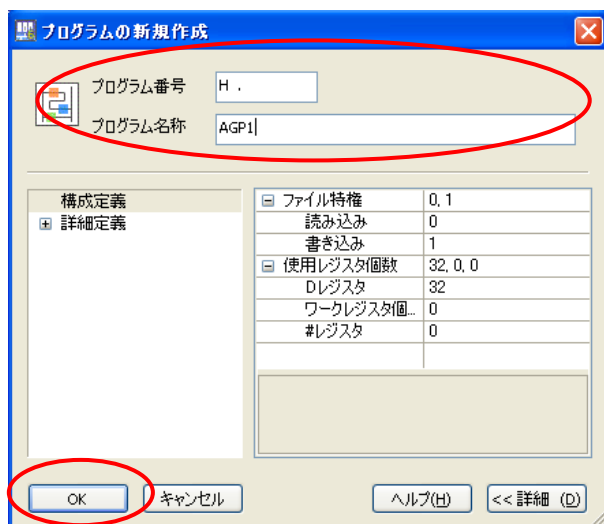 プログラムの新規作成
プログラム番号 H .
プログラム名称 AGP1
構成定義
詳細定義
ファイル特権 0, 1
読み込み 0
書き込み 1
使用レジスタ個数 32, 0, 0
Dレジスタ 32
ワークレジスタ個... 0
#レジスタ 0
OK キャンセル ヘルプ(H) << 詳細 (D)